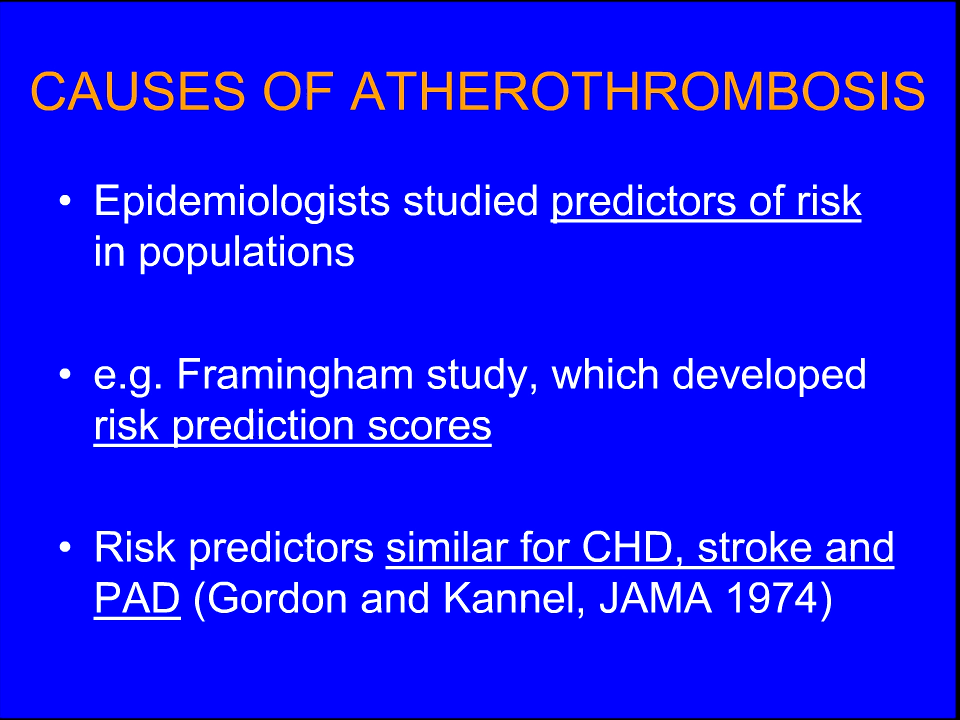 CAUSES OF ATHEROTHROMBOSIS
• Epidemiologists studied predictors of risk
in populations
• e.g. Framingham study, which developed
risk prediction scores
• Risk predictors similar for CHD, stroke and
PAD (Gordon and Kannel, JAMA 1974)